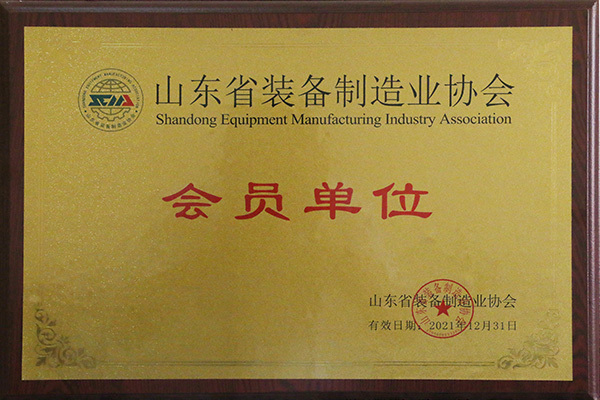 山东省装备制造业协会
Shandong Equipment Manufacturing Industry Association
会员单位
山东省装备制造业协会
有效日期：2021年12月31日